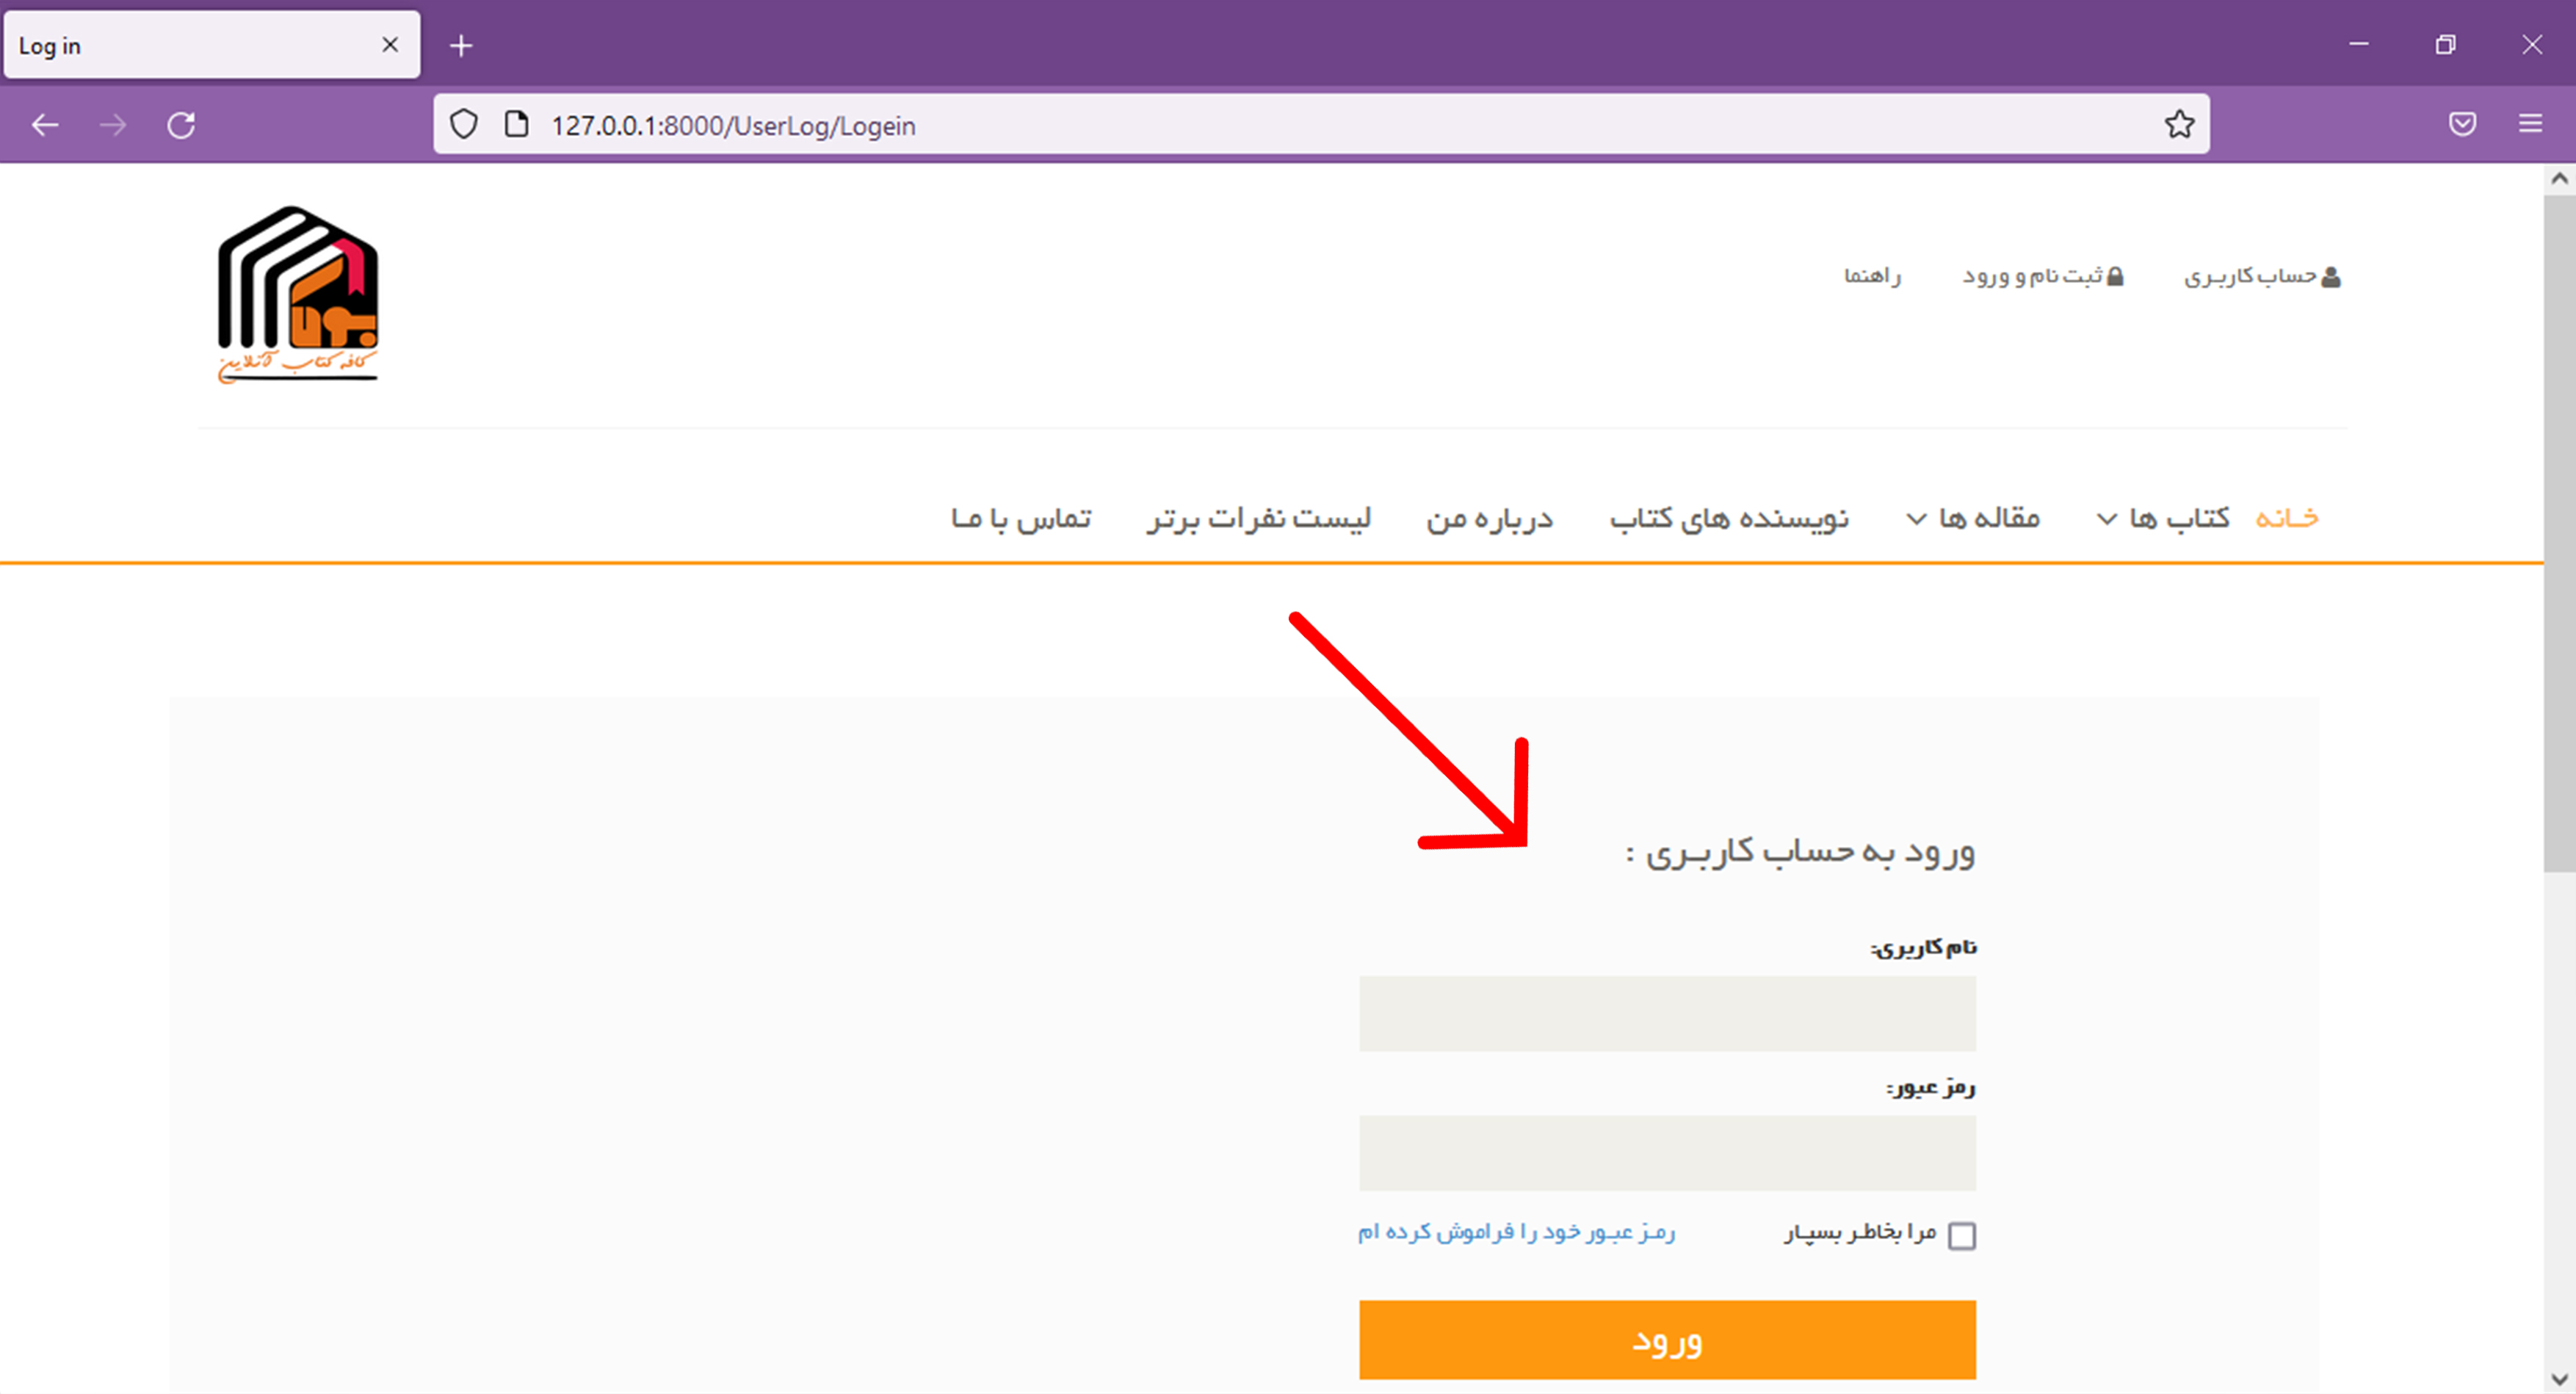 Log in
127.0.0.1:8000/UserLog/Logein
حساب کاربری ثبت نام و ورود راهنما
کافه کتاب آنلاین
خانه کتاب ها مقاله ها نویسنده های کتاب درباره من لیست نفرات برتر تماس با ما
ورود به حساب کاربری :
نام کاربری:
رمز عبور:
مرا بخاطر بسپار رمز عبور خود را فراموش کرده ام
ورود